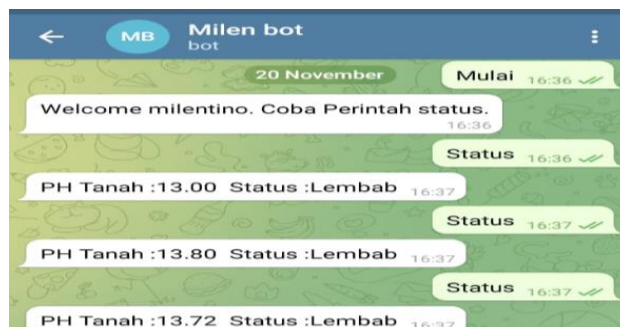 MB
Milen bot
bot
20 November
Mulai 16:36
Welcome milentino. Coba Perintah status.
16:36
Status 16:36
PH Tanah :13.00 Status :Lembab 16:37
Status 16:37
PH Tanah :13.80 Status :Lembab 16:37
Status 16:37
PH Tanah :13.72 Status :Lembab 16:37